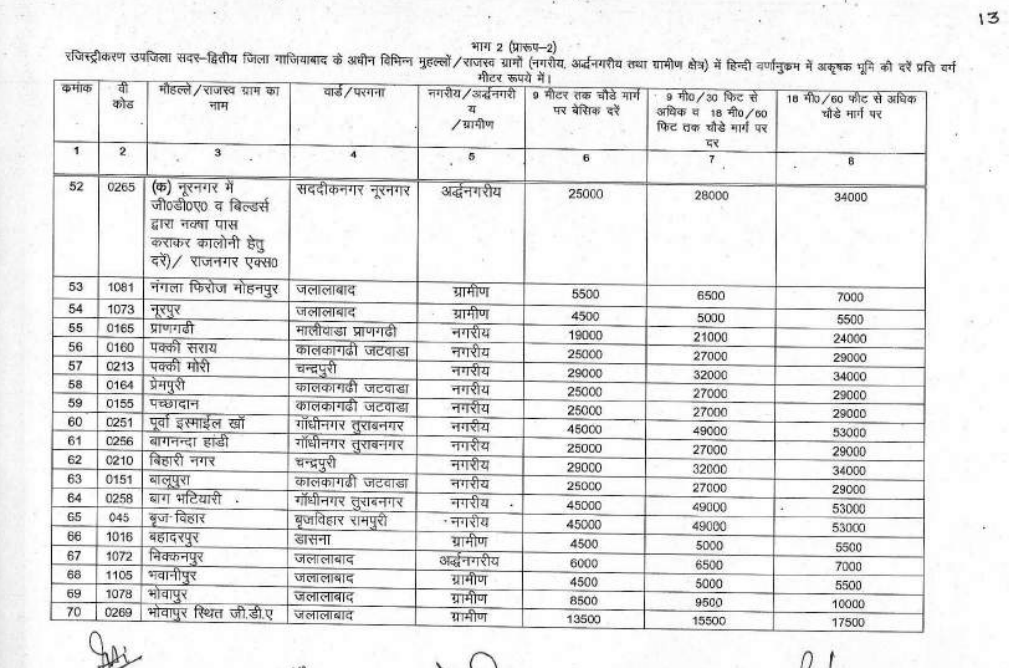 13
भाग 2 (प्रारूप–2)
रजिस्ट्रीकरण उपजिला सदर–द्वितीय जिला गाजियाबाद के अधीन विभिन्न मुहल्लों/राजस्व ग्रामों (नगरीय, अर्द्धनगरीय तथा ग्रामीण क्षेत्र) में हिन्दी वर्णानुक्रम में अकृषक भूमि की दरें प्रति वर्ग
मीटर रूपये में।
कमांक वी कोड मौहल्ले/राजस्व ग्राम का नाम वार्ड/परगना नगरीय/अर्द्धनगरीय /ग्रामीण 9 मीटर तक चौडे मार्ग पर बेसिक दरें 9 मी0/30 फिट से अधिक व 18 मी0/60 फिट तक चौडे मार्ग पर दर 18 मी0/60 फीट से अधिक चौडे मार्ग पर
1 2 3 4 5 6 7 8
52 0265 (क) नूरनगर में सददीकनगर नूरनगर अर्द्धनगरीय 25000 28000 34000
जी0डी0ए0 व बिल्डर्स
द्वारा नक्षा पास
कराकर कालोनी हेतु
दरें)/ राजनगर एक्स0
53 1081 नंगला फिरोज मोहनपुर जलालाबाद ग्रामीण 5500 6500 7000
54 1073 नूरपुर जलालाबाद ग्रामीण 4500 5000 5500
55 0165 प्राणगढी मालीवाडा प्राणगढी नगरीय 19000 21000 24000
56 0160 पक्की सराय कालकागढी जटवाडा नगरीय 25000 27000 29000
57 0213 पक्की मोरी चन्द्रपुरी नगरीय 29000 32000 34000
58 0164 प्रेमपुरी कालकागढी जटवाडा नगरीय 25000 27000 29000
59 0155 पच्छादान कालकागढी जटवाडा नगरीय 25000 27000 29000
60 0251 पूर्वा इस्माईल खॉ गॉधीनगर तुराबनगर नगरीय 45000 49000 53000
61 0256 बागनन्दा हांडी गॉधीनगर तुराबनगर नगरीय 25000 27000 29000
62 0210 बिहारी नगर चन्द्रपुरी नगरीय 29000 32000 34000
63 0151 बालूपुरा कालकागढी जटवाडा नगरीय 25000 27000 29000
64 0258 बाग भटियारी गॉधीनगर तुराबनगर नगरीय 45000 49000 53000
65 045 बृज विहार बृजविहार रामपुरी नगरीय 45000 49000 53000
66 1016 बहादरपुर डासना ग्रामीण 4500 5000 5500
67 1072 भिक्कनपुर जलालाबाद अर्द्धनगरीय 6000 6500 7000
68 1105 भवानीपुर जलालाबाद ग्रामीण 4500 5000 5500
69 1078 भोवापुर जलालाबाद ग्रामीण 8500 9500 10000
70 0269 भोवापुर स्थित जी.डी.ए जलालाबाद ग्रामीण 13500 15500 17500